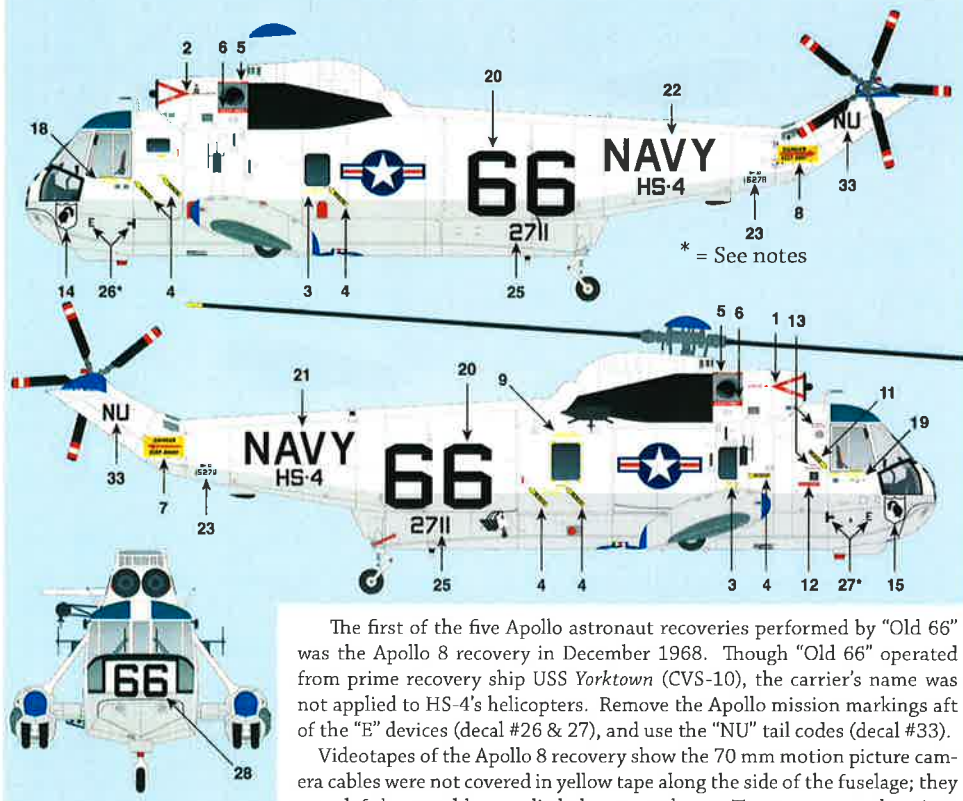 2
6
5
20
22
18
NU
NAVY
HS-4
66
2711
33
8
23
* = See notes
14
26*
4
3
4
25
E
5
6
1
13
21
20
9
11
19
NU
NAVY
HS-4
66
2711
33
7
23
E
25
4
4
3
4
12
27*
15
66
28
The first of the five Apollo astronaut recoveries performed by “Old 66”
was the Apollo 8 recovery in December 1968. Though “Old 66” operated
from prime recovery ship USS Yorktown (CVS-10), the carrier’s name was
not applied to HS-4’s helicopters. Remove the Apollo mission markings aft
of the “E” devices (decal #26 & 27), and use the “NU” tail codes (decal #33).
Videotapes of the Apollo 8 recovery show the 70 mm motion picture cam-
era cables were not covered in yellow tape along the side of the fuselage; they